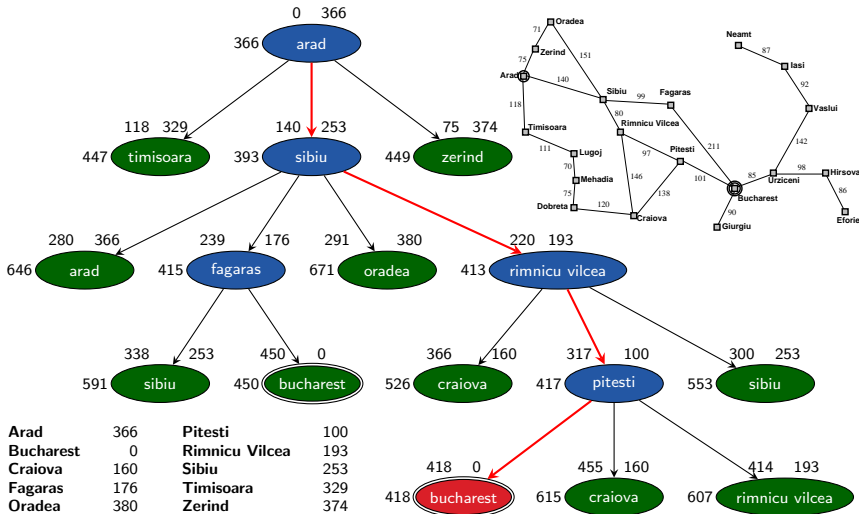 0 366
366 arad
118 329
447 timisoara
140 253
393 sibiu
75 374
449 zerind
280 366
646 arad
239 176
415 fagaras
291 380
671 oradea
220 193
413 rimnicu vilcea
338 253
591 sibiu
450 0
450 bucharest
366 160
526 craiova
317 100
417 pitesti
300 253
553 sibiu
418 0
418 bucharest
455 160
615 craiova
414 193
607 rimnicu vilcea
Arad 366 Pitesti 100
Bucharest 0 Rimnicu Vilcea 193
Craiova 160 Sibiu 253
Fagaras 176 Timisoara 329
Oradea 380 Zerind 374
Oradea
71
Zerind
75
151
Arad
140
118
Sibiu
99
Fagaras
80
Rimnicu Vilcea
Timisoara
111
Lugoj
70
Mehadia
75
Dobreta
120
Craiova
146
97
138
Pitesti
211
101
Bucharest
90
Giurgiu
85
Urziceni
98
Hirsova
86
Eforie
142
Vaslui
92
Iasi
87
Neamt